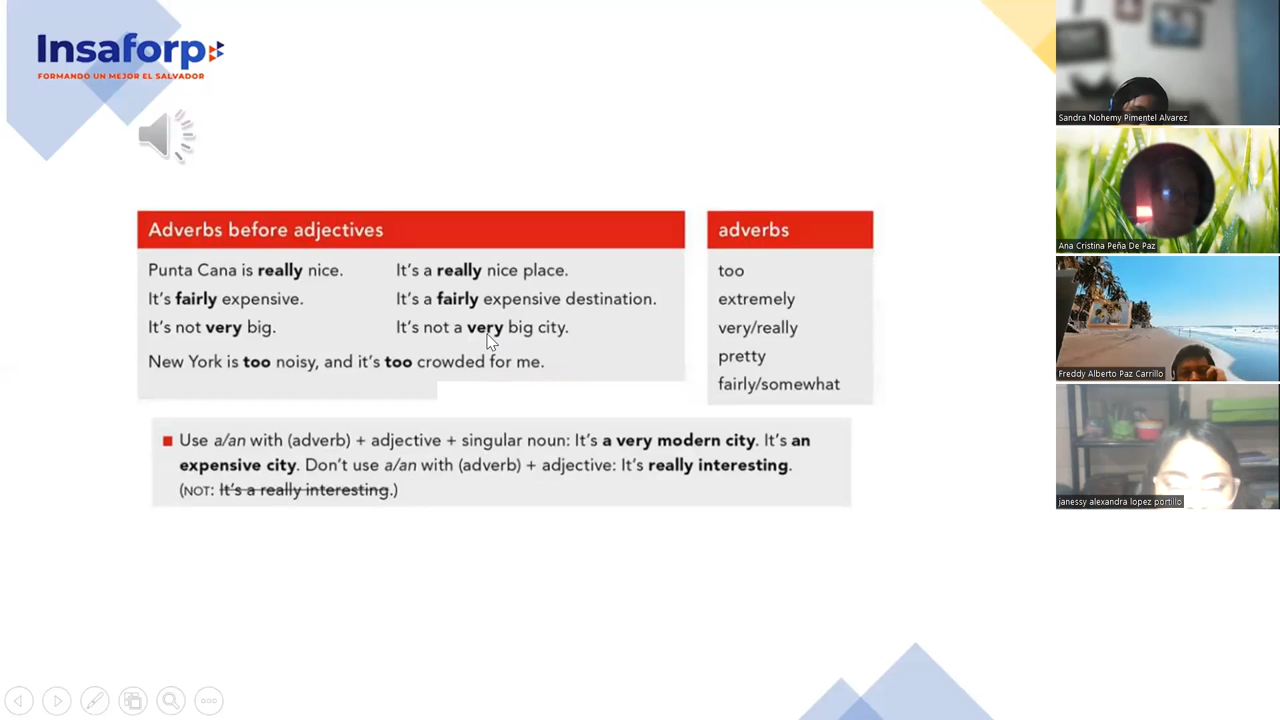 Insaforp
FORMANDO UN MEJOR EL SALVADOR
Adverbs before adjectives
Punta Cana is really nice.
It's a really nice place.
It's fairly expensive.
It's a fairly expensive destination.
It's not very big.
It's not a very big city.
New York is too noisy, and it's too crowded for me.
adverbs
too
extremely
very/really
pretty
fairly/somewhat
Use a/an with (adverb) + adjective + singular noun: It's a very modern city. It's an
expensive city. Don't use a/an with (adverb) + adjective: It's really interesting.
(NOT: It's a really interesting.)
Sandra Nohemy Pimentel Alvarez
Ana Cristina Peña De Paz
Freddy Alberto Paz Carrillo
janessy alexandra lopez portillo